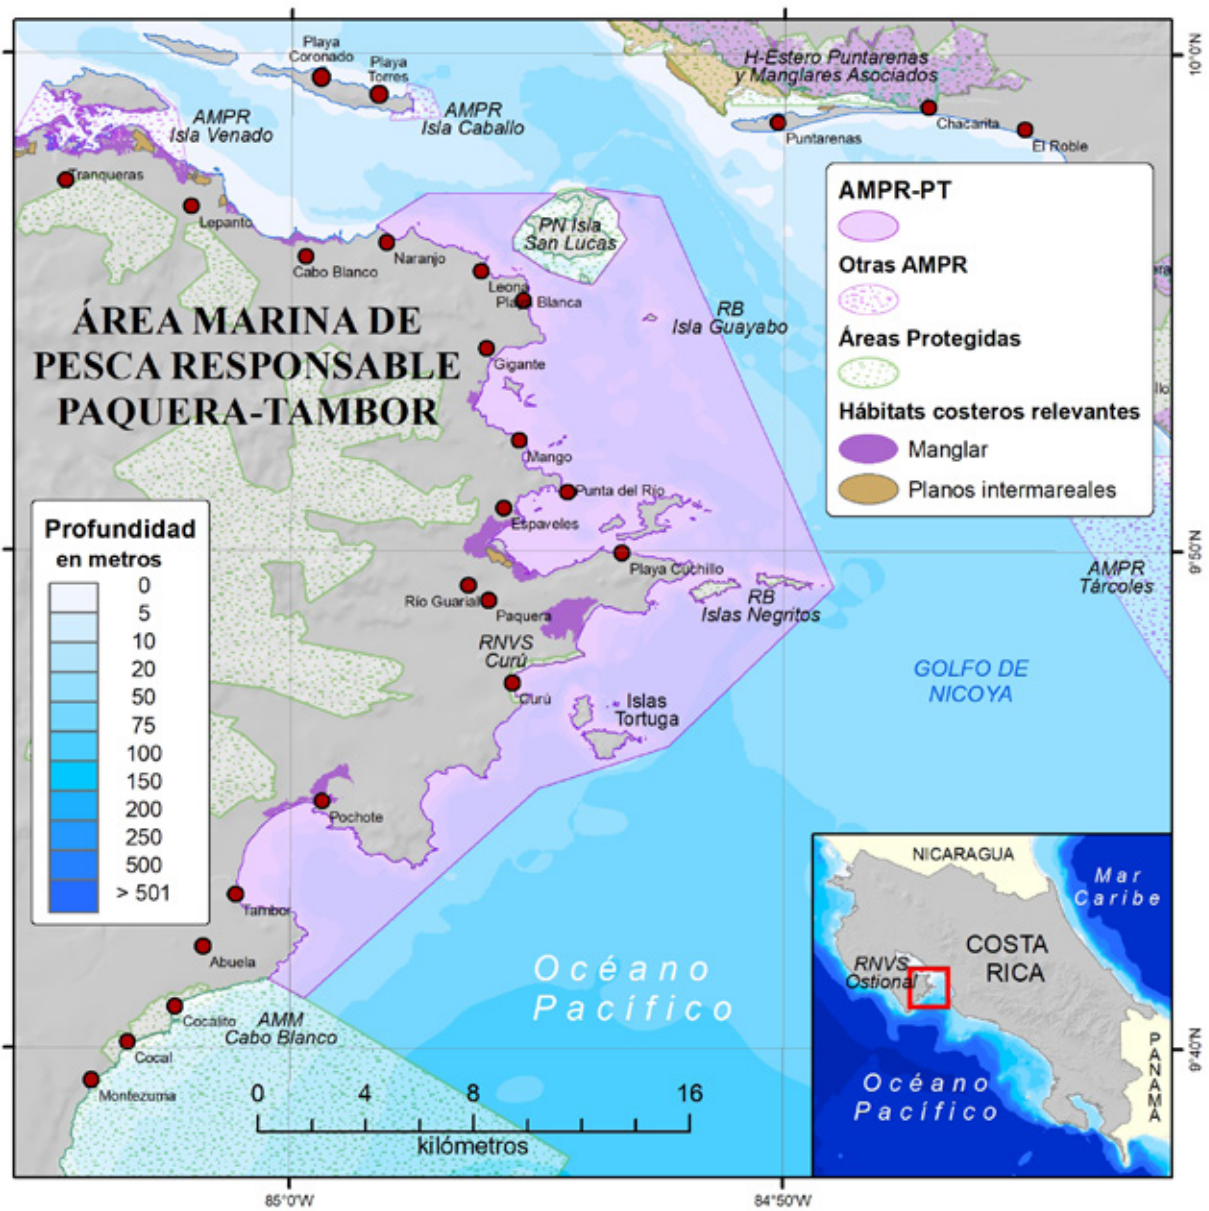 Playa
Coronado
Playa
Torres
AMPR
Isla Venado
AMPR
Isla Caballo
H-Estero Puntarenas
y Manglares Asociados
10°0'N
Puntarenas
Chacarita
El Roble
Tranqueras
Lepanto
Cabo Blanco
Naranjo
PN Isla
San Lucas
Leona
Playa Blanca
RB
Isla Guayabo
ÁREA MARINA DE
PESCA RESPONSABLE
PAQUERA-TAMBOR
Gigante
Mango
Punta del Río
Espaveles
Playa Cuchillo
Río Guarial
Paquera
RB
Islas Negritos
RNVS
Curú
Curú
Islas
Tortuga
AMPR-PT
Otras AMPR
Áreas Protegidas
Hábitats costeros relevantes
Manglar
Planos intermareales
9°50'N
AMPR
Tárcoles
GOLFO DE
NICOYA
Profundidad
en metros
0
5
10
20
50
75
100
150
200
250
500
> 501
Pochote
Tambor
Abuela
Cocalito
Cocal
Montezuma
AMM
Cabo Blanco
Océano
Pacífico
0 4 8 16
kilómetros
NICARAGUA
Mar
Caribe
COSTA
RICA
RNVS
Ostional
PANAMÁ
Océano
Pacífico
9°40'N
85°0'W
84°50'W